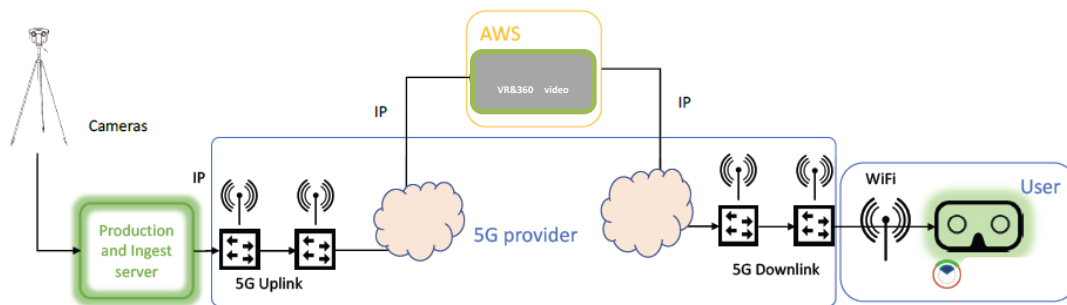 AWS
VR&360 video
IP
IP
Cameras
IP
WiFi
User
Production
and Ingest
server
5G provider
5G Uplink
5G Downlink